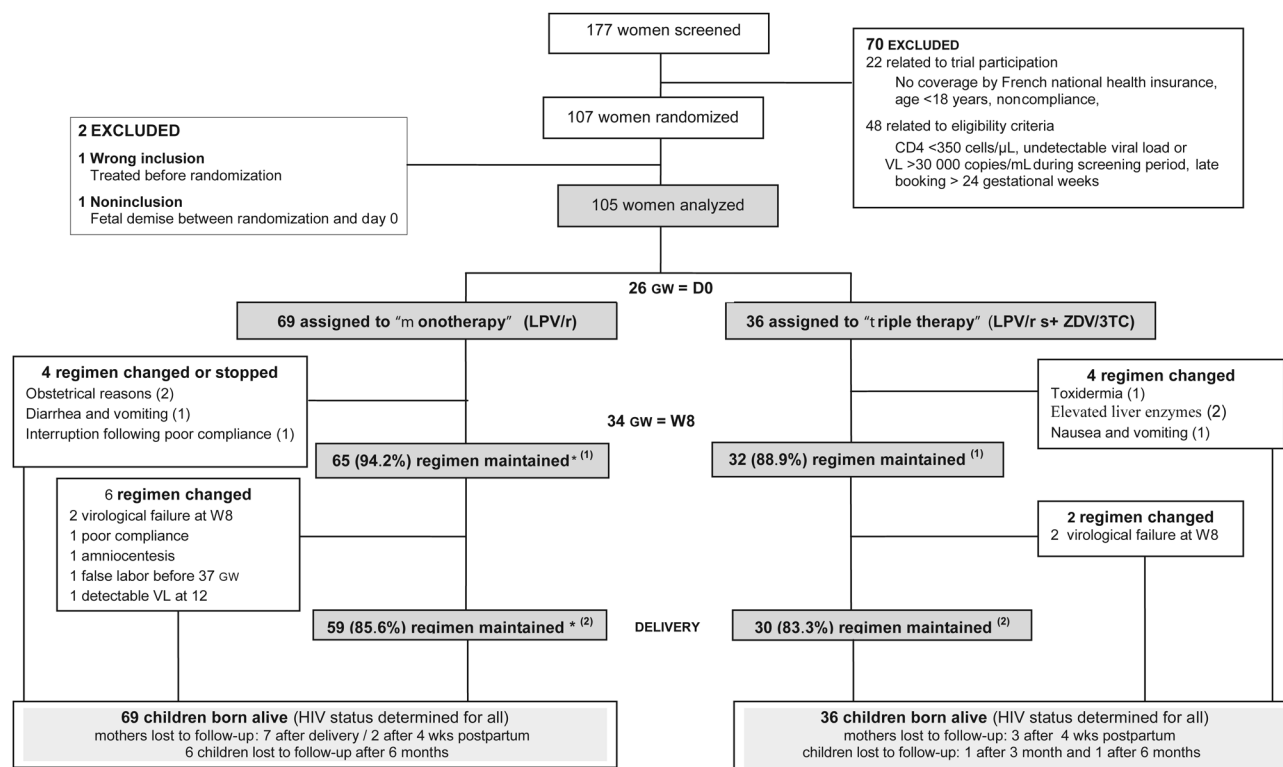 177 women screened
70 EXCLUDED
22 related to trial participation
No coverage by French national health insurance,
age <18 years, noncompliance,
48 related to eligibility criteria
CD4 <350 cells/µL, undetectable viral load or
VL >30 000 copies/mL during screening period, late
booking > 24 gestational weeks
107 women randomized
2 EXCLUDED
1 Wrong inclusion
Treated before randomization
1 Noninclusion
Fetal demise between randomization and day 0
105 women analyzed
26 GW = D0
69 assigned to “m onotherapy” (LPV/r)
36 assigned to “t riple therapy” (LPV/r s+ ZDV/3TC)
4 regimen changed or stopped
Obstetrical reasons (2)
Diarrhea and vomiting (1)
Interruption following poor compliance (1)
4 regimen changed
Toxidermia (1)
Elevated liver enzymes (2)
Nausea and vomiting (1)
34 GW = W8
65 (94.2%) regimen maintained* (1)
32 (88.9%) regimen maintained (1)
6 regimen changed
2 virological failure at W8
1 poor compliance
1 amniocentesis
1 false labor before 37 GW
1 detectable VL at 12
2 regimen changed
2 virological failure at W8
59 (85.6%) regimen maintained * (2)
DELIVERY
30 (83.3%) regimen maintained (2)
69 children born alive (HIV status determined for all)
mothers lost to follow-up: 7 after delivery / 2 after 4 wks postpartum
6 children lost to follow-up after 6 months
36 children born alive (HIV status determined for all)
mothers lost to follow-up: 3 after 4 wks postpartum
children lost to follow-up: 1 after 3 month and 1 after 6 months